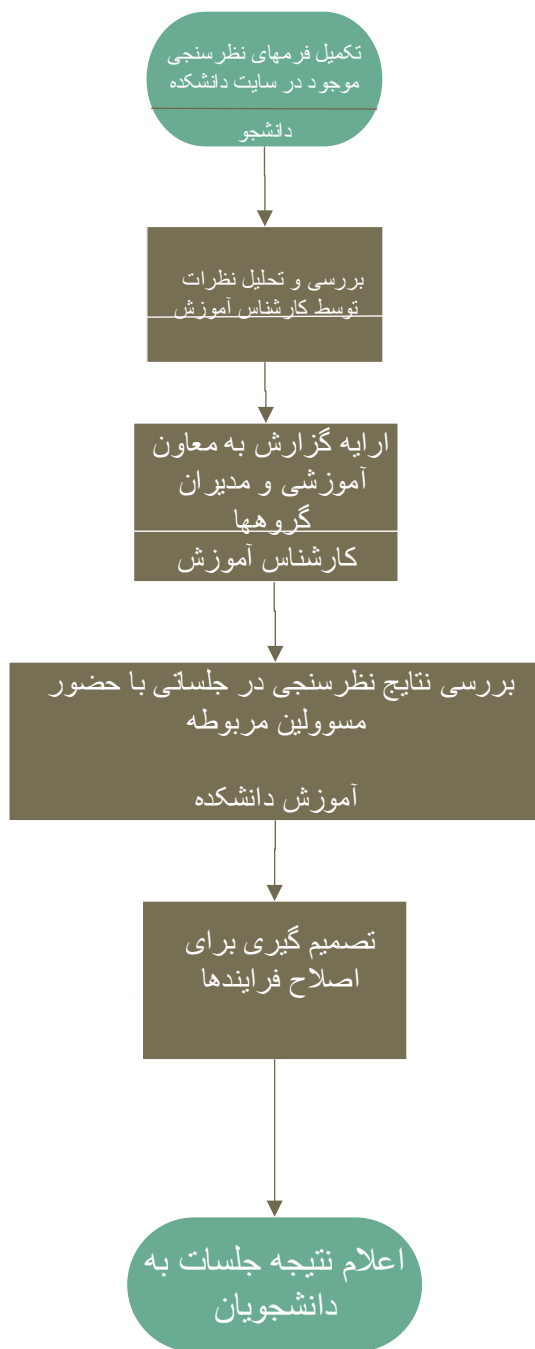 تکمیل فرمهای نظرسنجی
موجود در سایت دانشکده
دانشجو
بررسی و تحلیل نظرات
توسط کارشناس آموزش
ارایه گزارش به معاون
آموزشی و مدیران
گروهها
کارشناس آموزش
بررسی نتایج نظرسنجی در جلساتی با حضور
مسوولین مربوطه
آموزش دانشکده
تصمیم گیری برای
اصلاح فرایندها
اعلام نتیجه جلسات به
دانشجویان